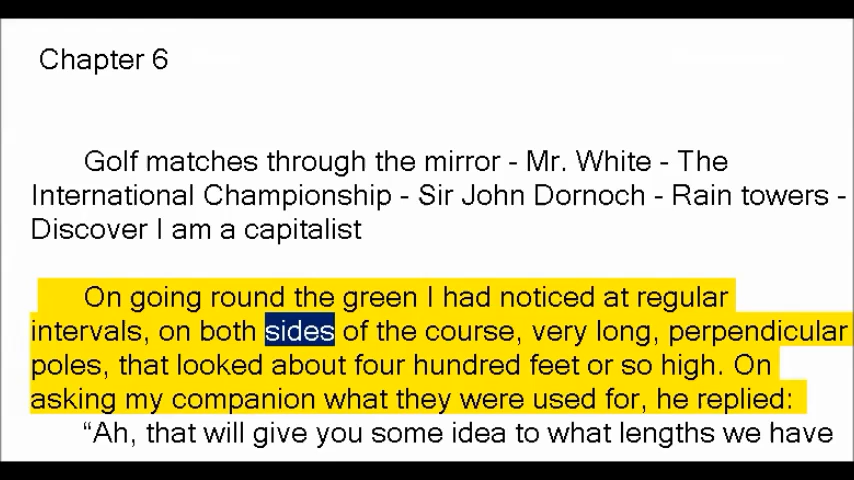 Chapter 6
Golf matches through the mirror - Mr. White - The
International Championship - Sir John Dornoch - Rain towers -
Discover I am a capitalist
On going round the green I had noticed at regular
intervals, on both sides of the course, very long, perpendicular
poles, that looked about four hundred feet or so high. On
asking my companion what they were used for, he replied:
“Ah, that will give you some idea to what lengths we have